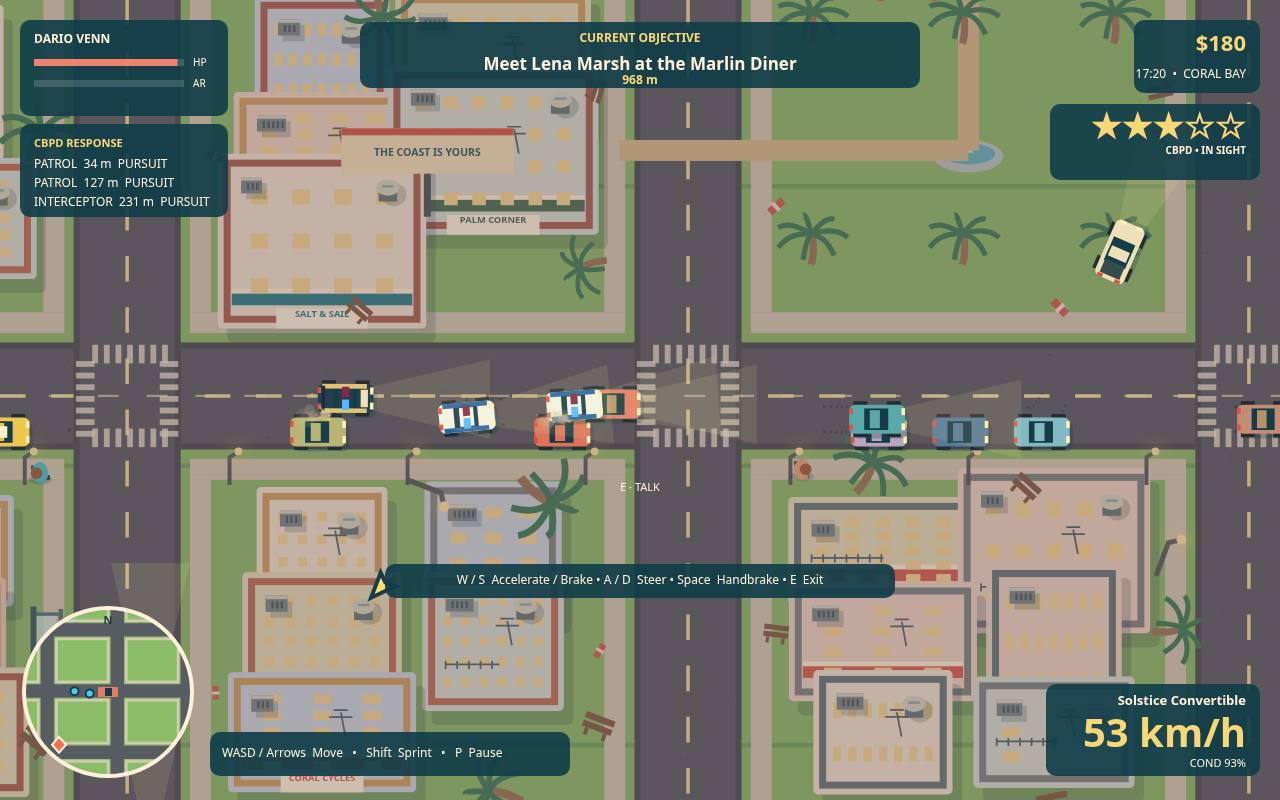 DARIO VENN
HP
AR
CBPD RESPONSE
PATROL 34 m PURSUIT
PATROL 127 m PURSUIT
INTERCEPTOR 231 m PURSUIT
CURRENT OBJECTIVE
Meet Lena Marsh at the Marlin Diner
968 m
$180
17:20 • CORAL BAY
CBPD • IN SIGHT
THE COAST IS YOURS
PALM CORNER
SALT & SAIL
E · TALK
W / S Accelerate / Brake • A / D Steer • Space Handbrake • E Exit
N
WASD / Arrows Move • Shift Sprint • P Pause
CORAL CYCLES
Solstice Convertible
53 km/h
COND 93%